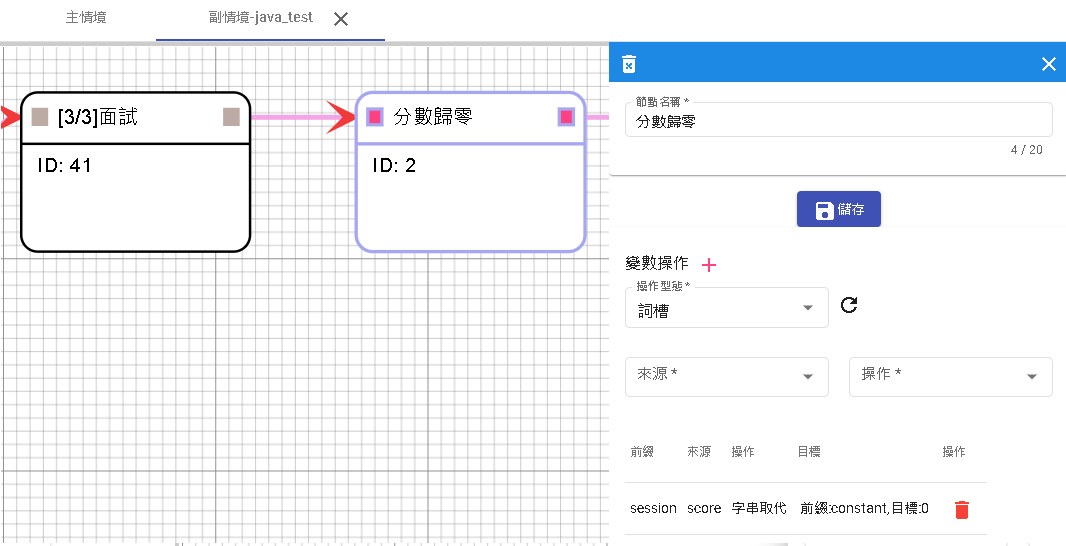 主情境
副情境-java_test
[3/3]面試
ID: 41
分數歸零
ID: 2
節點名稱 *
分數歸零
4 / 20
儲存
變數操作
操作型態 *
詞槽
來源 *
操作 *
前綴 來源 操作 目標 操作
session score 字串取代 前綴:constant,目標:0